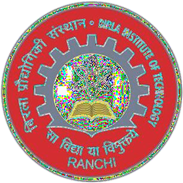 बिरला प्रौद्योगिकी संस्थान • BIRLA INSTITUTE OF TECHNOLOGY
सा विद्या या विमुक्तये
RANCHI